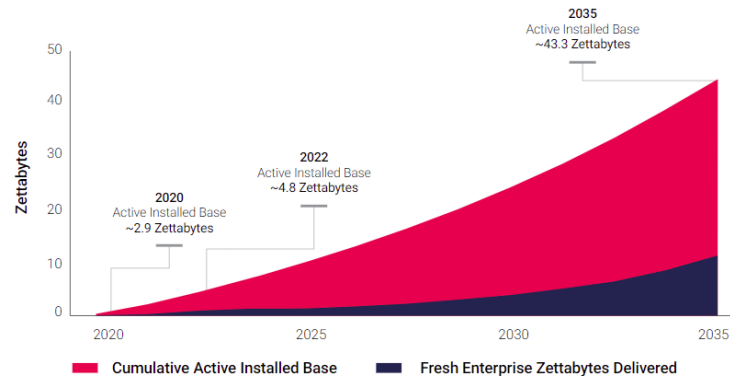 2035
Active Installed Base
~43.3 Zettabytes
50
40
2022
Active Installed Base
~4.8 Zettabytes
30
Zettabytes
2020
Active Installed Base
~2.9 Zettabytes
20
10
0
2020 2025 2030 2035
Cumulative Active Installed Base Fresh Enterprise Zettabytes Delivered